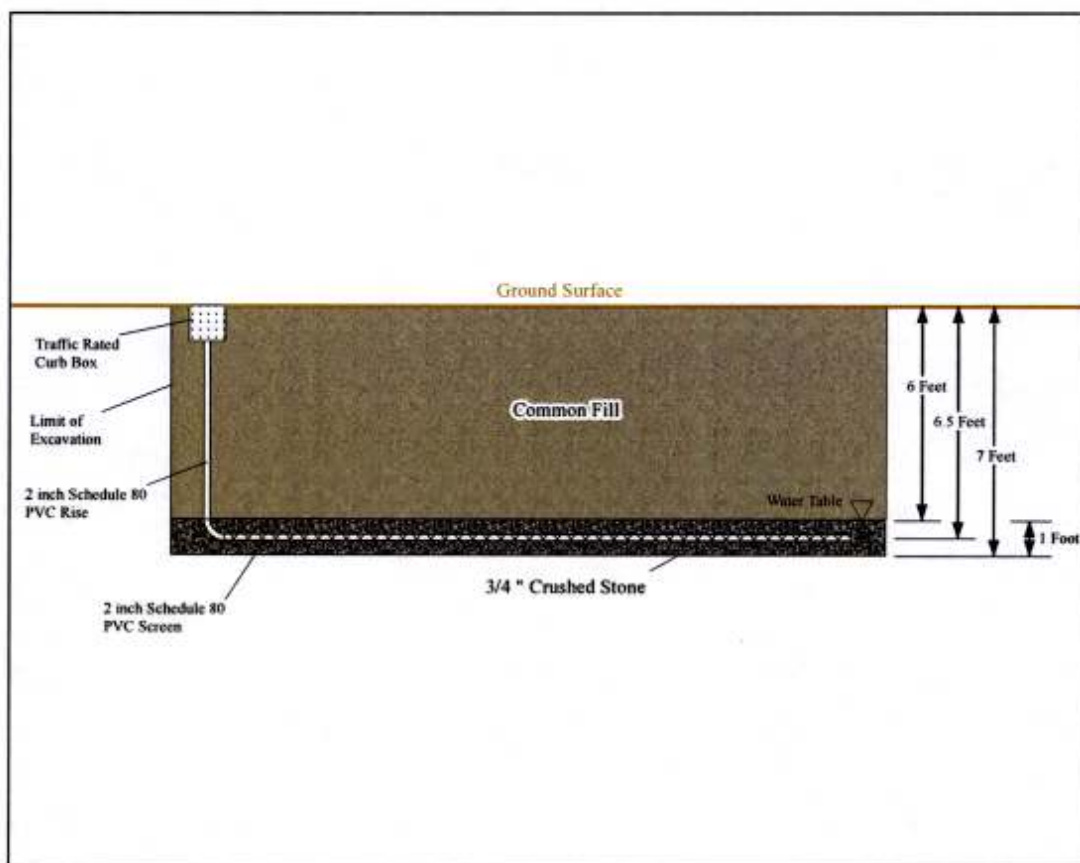 Ground Surface
Traffic Rated
Curb Box
6 Feet
Common Fill
Limit of
Excavation
6.5 Feet
7 Feet
2 inch Schedule 80
PVC Rise
Water Table
1 Foot
3/4 " Crushed Stone
2 inch Schedule 80
PVC Screen